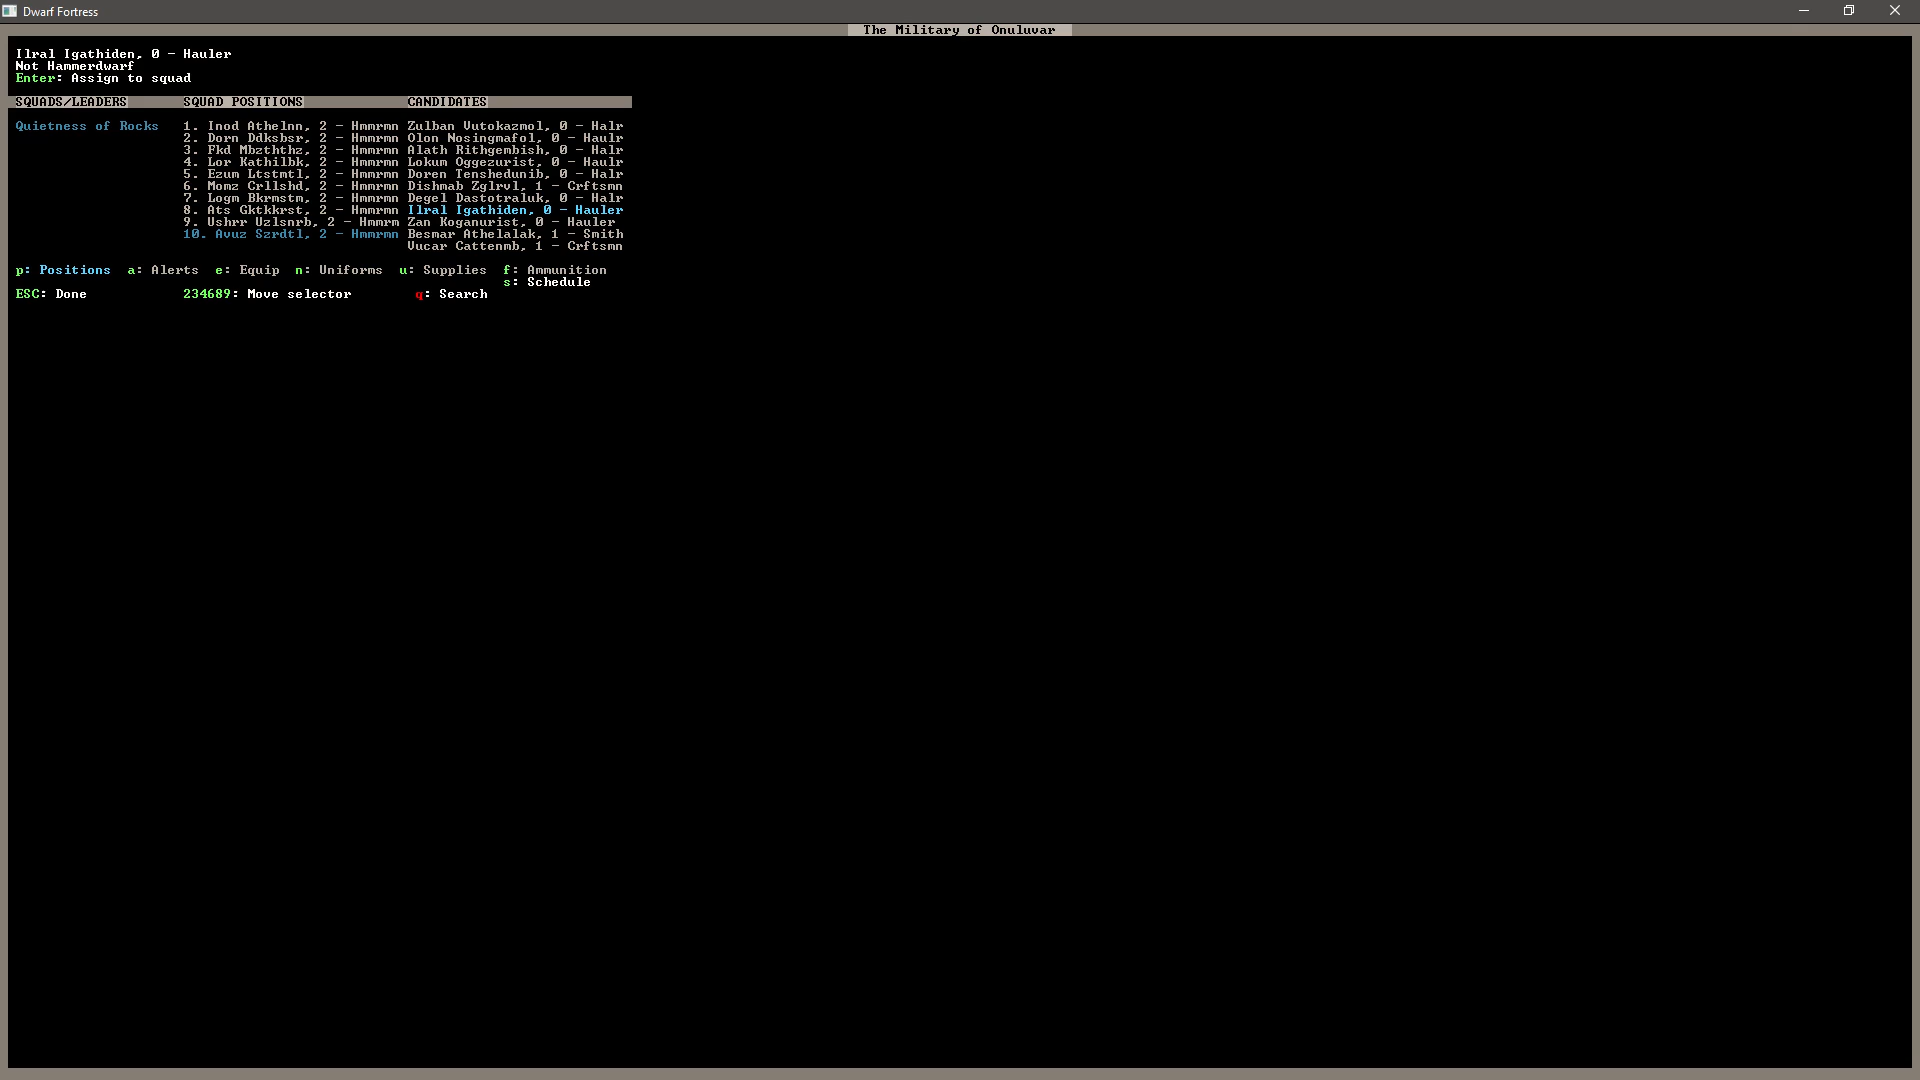 Dwarf Fortress
The Military of Onuluvar
Ilral Igathiden, 0 - Hauler
Not Hammerdwarf
Enter: Assign to squad
SQUADS/LEADERS SQUAD POSITIONS CANDIDATES
Quietness of Rocks 1. Inod Athelnn, 2 - Hmmrmn Zulban Vutokazmol, 0 - Halr
2. Dorn Ddksbsr, 2 - Hmmrmn Olon Nosingmafol, 0 - Haulr
3. Fkd Mbzththz, 2 - Hmmrmn Alath Rithgembish, 0 - Halr
4. Lor Kathilbk, 2 - Hmmrmn Lokum Oggezurist, 0 - Haulr
5. Ezum Ltstmtl, 2 - Hmmrmn Doren Tenshedunib, 0 - Halr
6. Momz Crllshd, 2 - Hmmrmn Dishmab Zglrvl, 1 - Crftsmn
7. Logm Bkrmstm, 2 - Hmmrmn Degel Dastotraluk, 0 - Halr
8. Ats Gktkkrst, 2 - Hmmrmn Ilral Igathiden, 0 - Hauler
9. Ushrr Uzlsnrb, 2 - Hmmrm Zan Koganurist, 0 - Hauler
10. Avuz Szrdtl, 2 - Hmmrmn Besmar Athelalak, 1 - Smith
Vucar Cattenmb, 1 - Crftsmn
p: Positions a: Alerts e: Equip n: Uniforms u: Supplies f: Ammunition
s: Schedule
ESC: Done 234689: Move selector q: Search